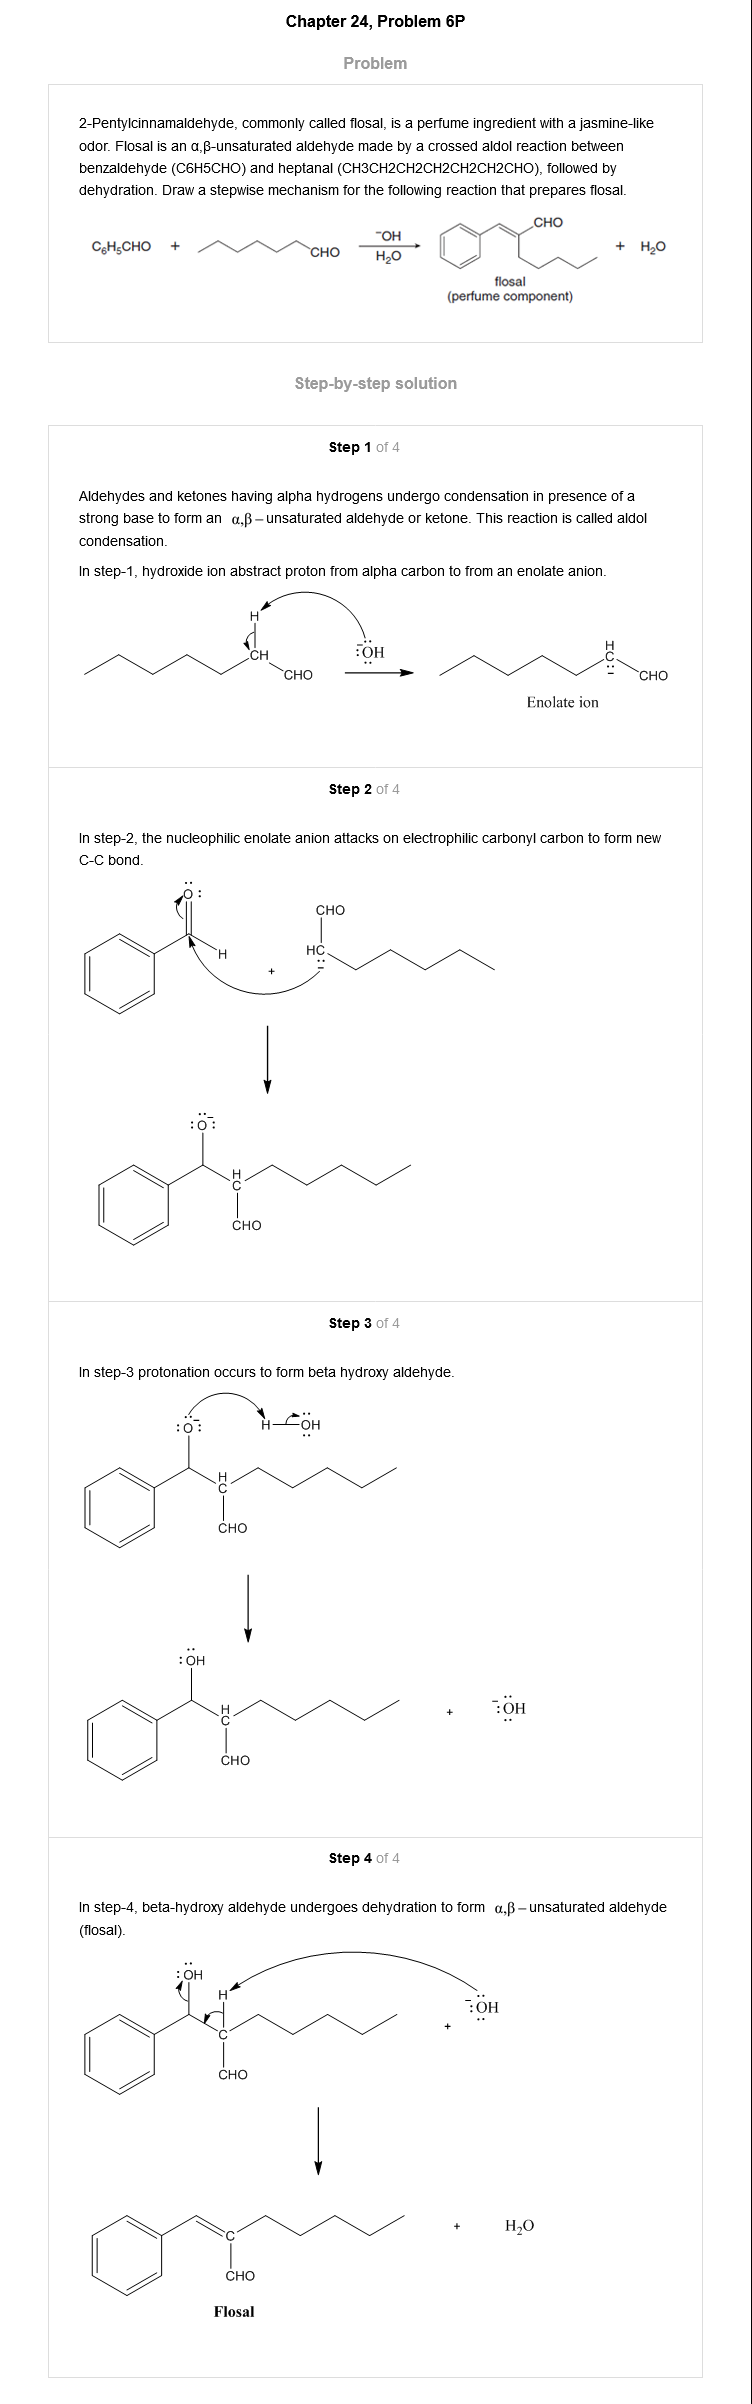 Chapter 24, Problem 6P
Problem
2-Pentylcinnamaldehyde, commonly called flosal, is a perfume ingredient with a jasmine-like
odor. Flosal is an α,β-unsaturated aldehyde made by a crossed aldol reaction between
benzaldehyde (C6H5CHO) and heptanal (CH3CH2CH2CH2CH2CH2CHO), followed by
dehydration. Draw a stepwise mechanism for the following reaction that prepares flosal.
C₆H₅CHO + CHO ⁻OH H₂O CHO + H₂O
flosal
(perfume component)
Step-by-step solution
Step 1 of 4
Aldehydes and ketones having alpha hydrogens undergo condensation in presence of a
strong base to form an α,β – unsaturated aldehyde or ketone. This reaction is called aldol
condensation.
In step-1, hydroxide ion abstract proton from alpha carbon to from an enolate anion.
H
CH
CHO
:OH
H
C
CHO
Enolate ion
Step 2 of 4
In step-2, the nucleophilic enolate anion attacks on electrophilic carbonyl carbon to form new
C-C bond.
O:
H
+
CHO
HC
:O:
H
C
CHO
Step 3 of 4
In step-3 protonation occurs to form beta hydroxy aldehyde.
:O: H OH
H
C
CHO
:OH
H
C
CHO
+ :OH
Step 4 of 4
In step-4, beta-hydroxy aldehyde undergoes dehydration to form α,β – unsaturated aldehyde
(flosal).
:OH
H
C
CHO
+ :OH
C
CHO
+ H₂O
Flosal